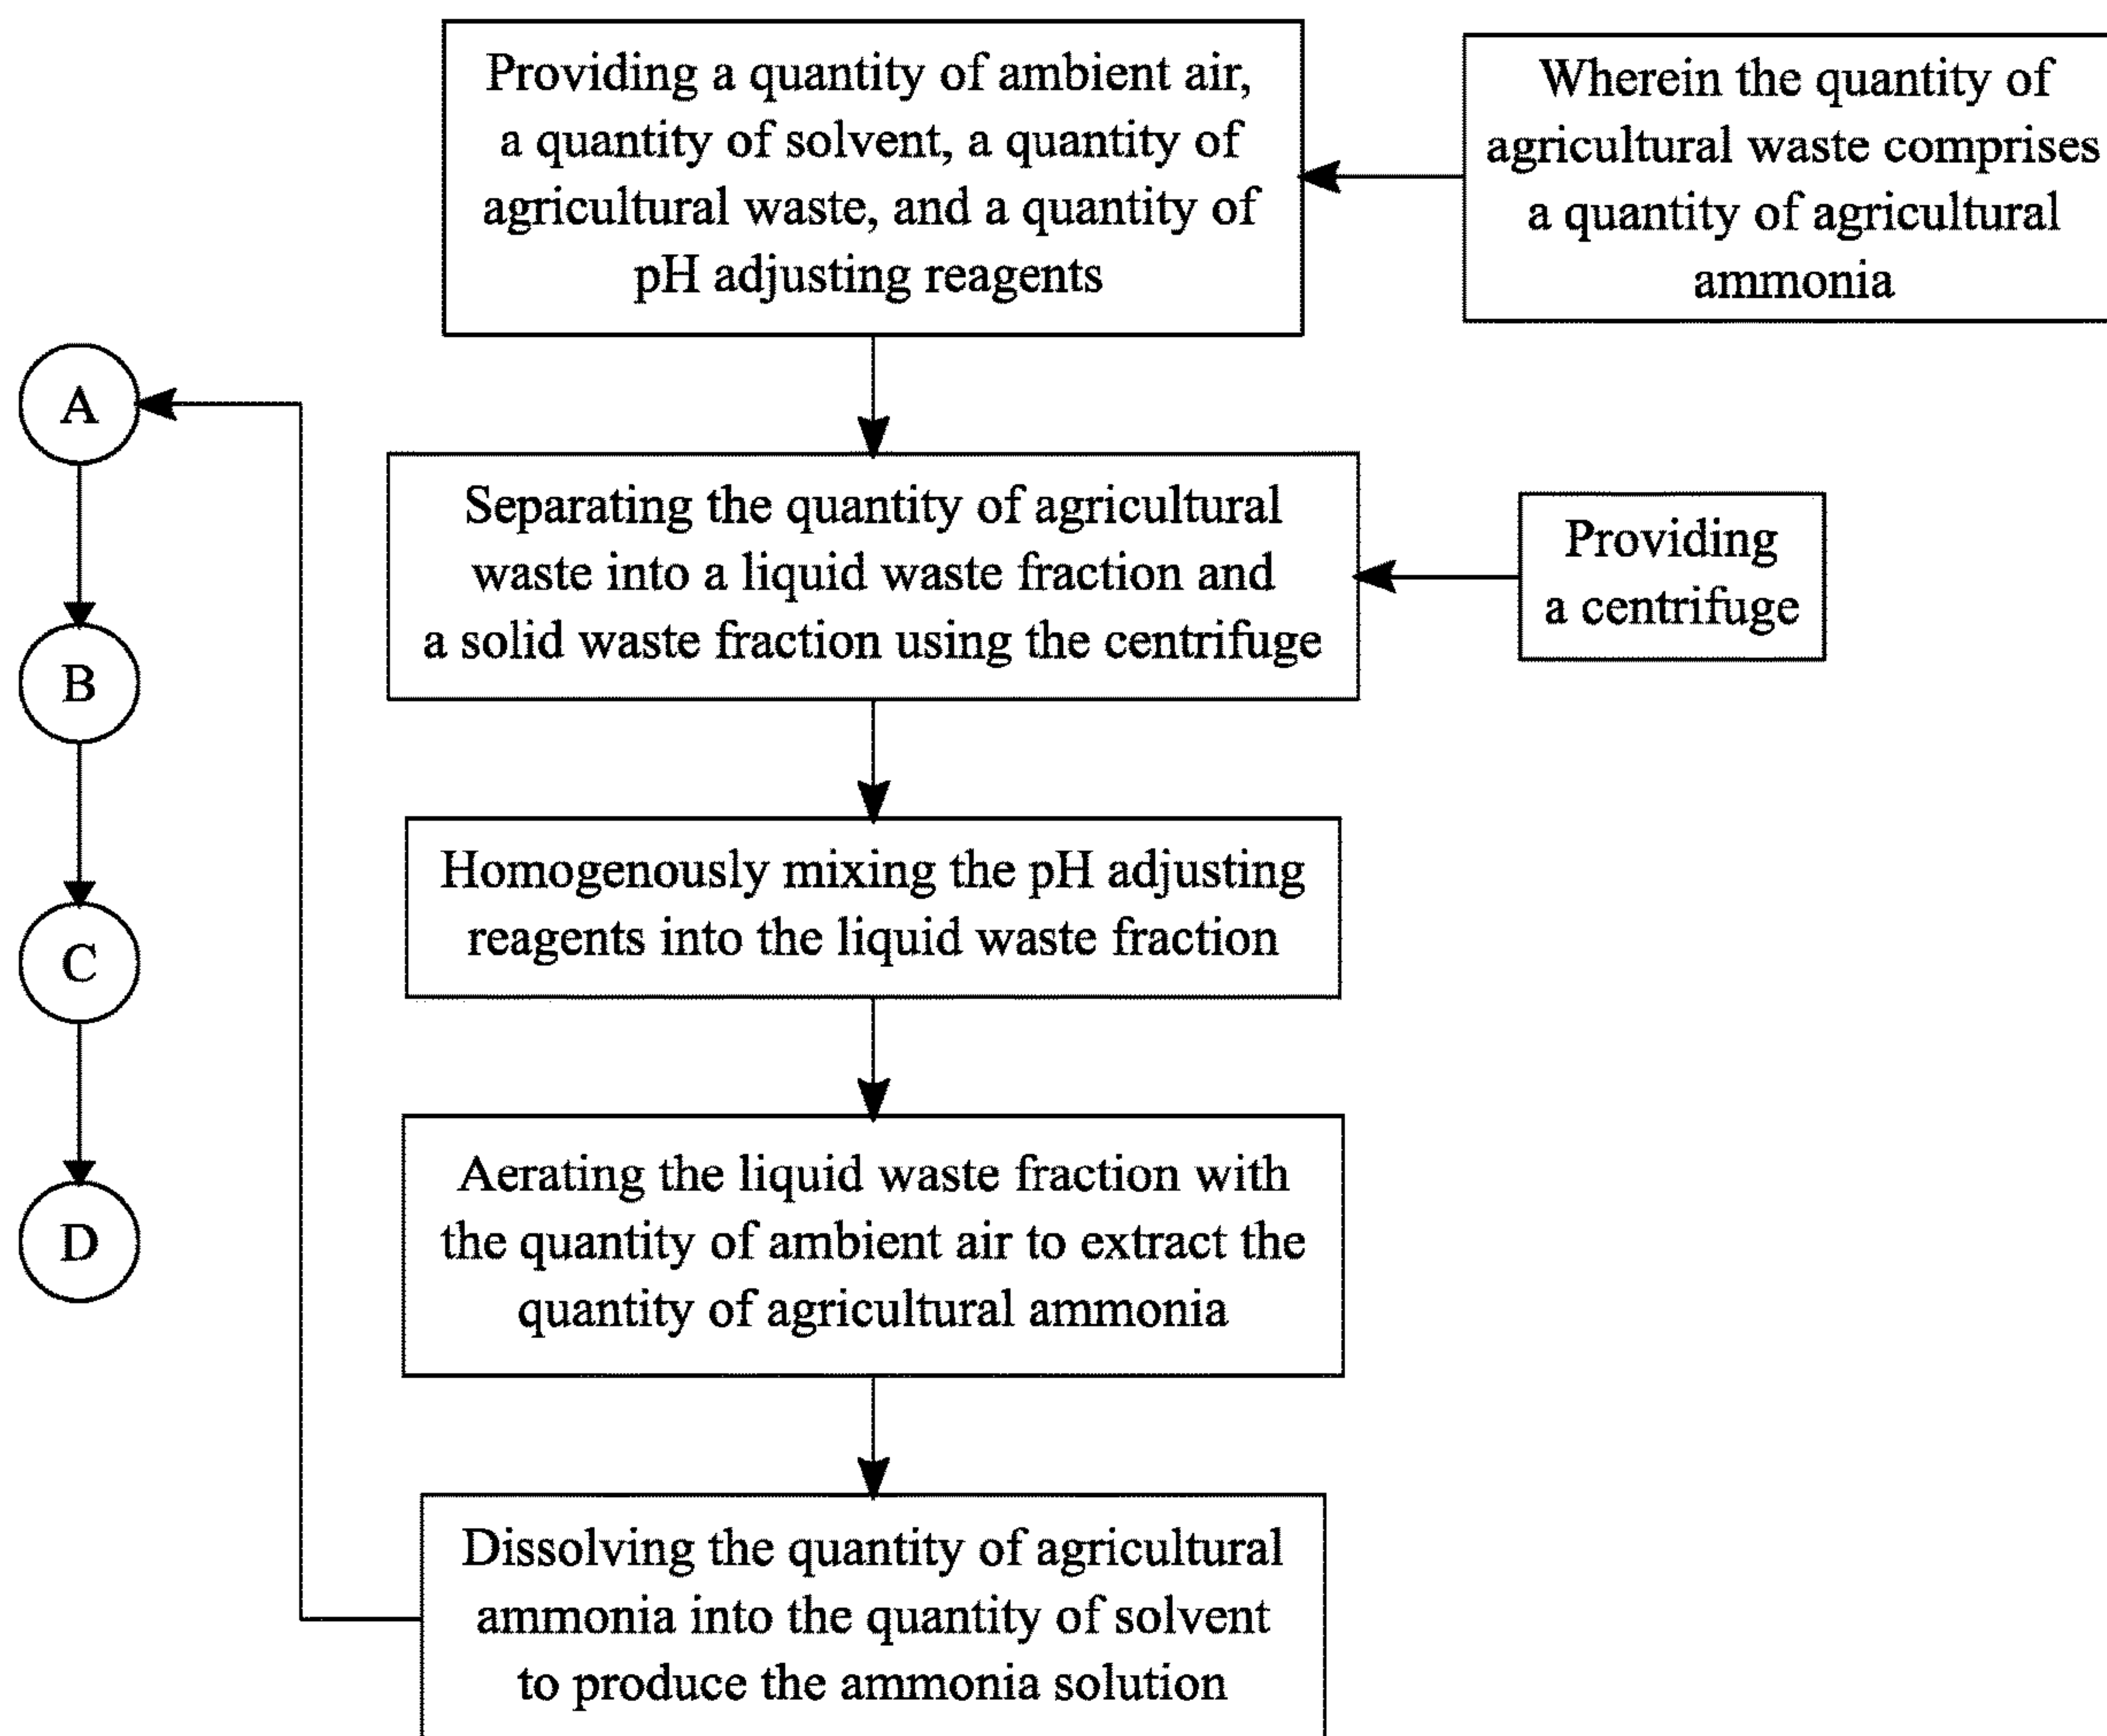 Providing a quantity of ambient air,
a quantity of solvent, a quantity of
agricultural waste, and a quantity of
pH adjusting reagents
Wherein the quantity of
agricultural waste comprises
a quantity of agricultural
ammonia
A
B
C
D
Separating the quantity of agricultural
waste into a liquid waste fraction and
a solid waste fraction using the centrifuge
Providing
a centrifuge
Homogenously mixing the pH adjusting
reagents into the liquid waste fraction
Aerating the liquid waste fraction with
the quantity of ambient air to extract the
quantity of agricultural ammonia
Dissolving the quantity of agricultural
ammonia into the quantity of solvent
to produce the ammonia solution